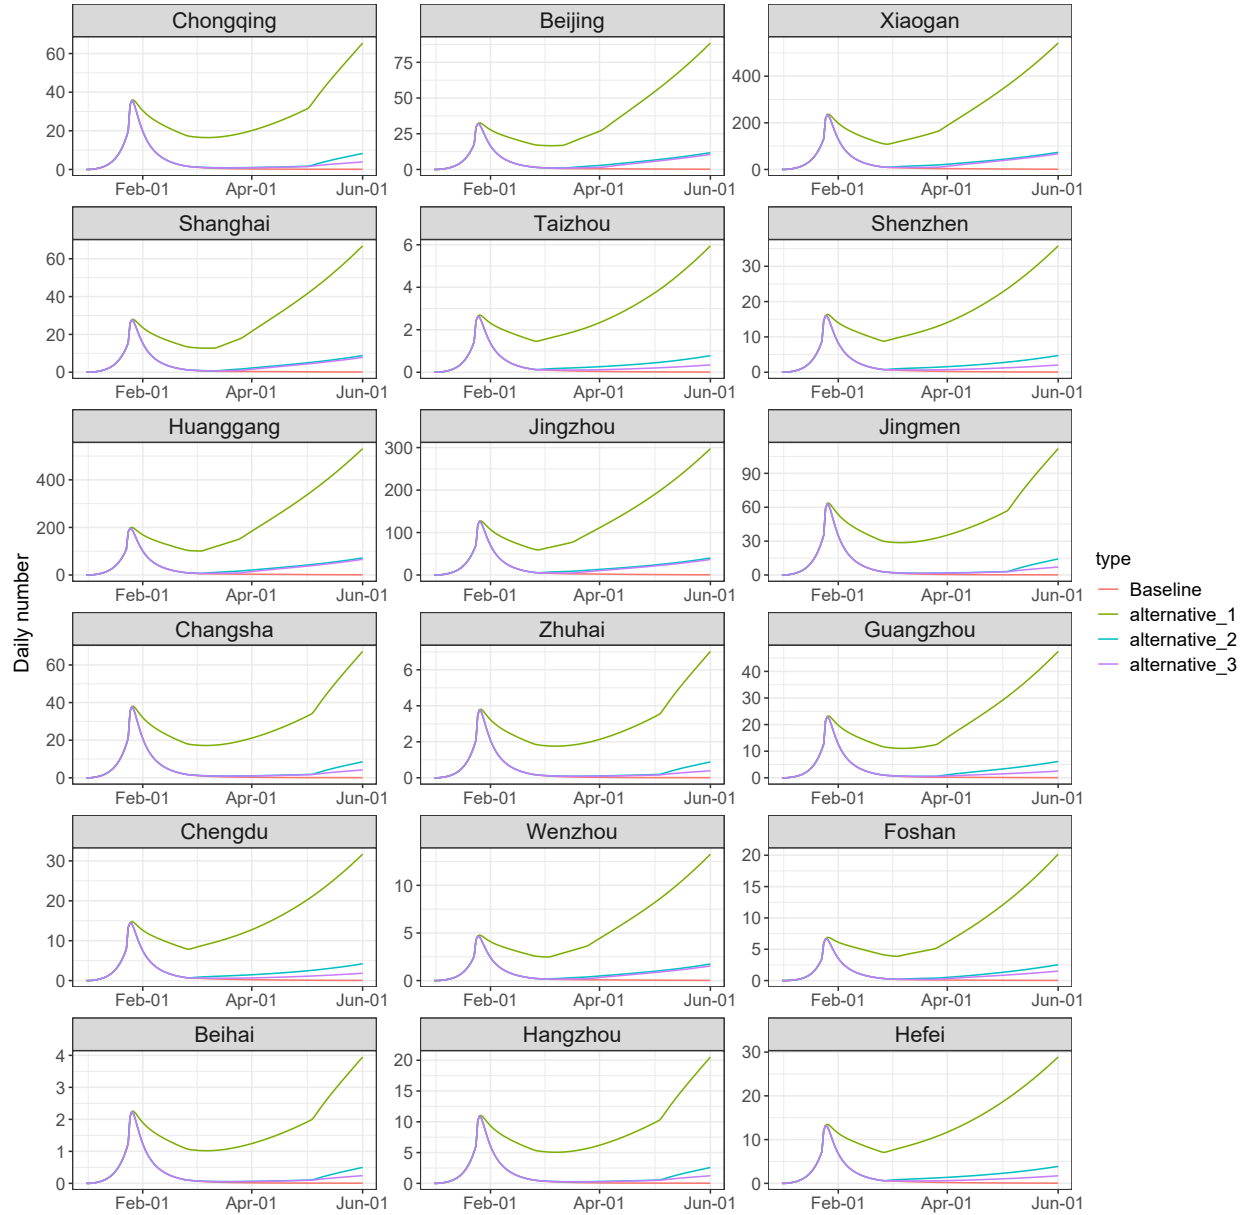 Chongqing
Beijing
Xiaogan
60
40
20
0
75
50
25
0
400
200
0
Feb-01 Apr-01 Jun-01
Feb-01 Apr-01 Jun-01
Feb-01 Apr-01 Jun-01
Shanghai
Taizhou
Shenzhen
60
40
20
0
6
4
2
0
30
20
10
0
Feb-01 Apr-01 Jun-01
Feb-01 Apr-01 Jun-01
Feb-01 Apr-01 Jun-01
Huanggang
Jingzhou
Jingmen
400
200
0
300
200
100
0
90
60
30
0
Feb-01 Apr-01 Jun-01
Feb-01 Apr-01 Jun-01
Feb-01 Apr-01 Jun-01
Changsha
Zhuhai
Guangzhou
60
40
20
0
6
4
2
0
40
30
20
10
0
Feb-01 Apr-01 Jun-01
Feb-01 Apr-01 Jun-01
Feb-01 Apr-01 Jun-01
Chengdu
Wenzhou
Foshan
30
20
10
0
10
5
0
20
15
10
5
0
Feb-01 Apr-01 Jun-01
Feb-01 Apr-01 Jun-01
Feb-01 Apr-01 Jun-01
Beihai
Hangzhou
Hefei
4
3
2
1
0
20
15
10
5
0
30
20
10
0
Feb-01 Apr-01 Jun-01
Feb-01 Apr-01 Jun-01
Feb-01 Apr-01 Jun-01
Daily number
type
Baseline
alternative_1
alternative_2
alternative_3